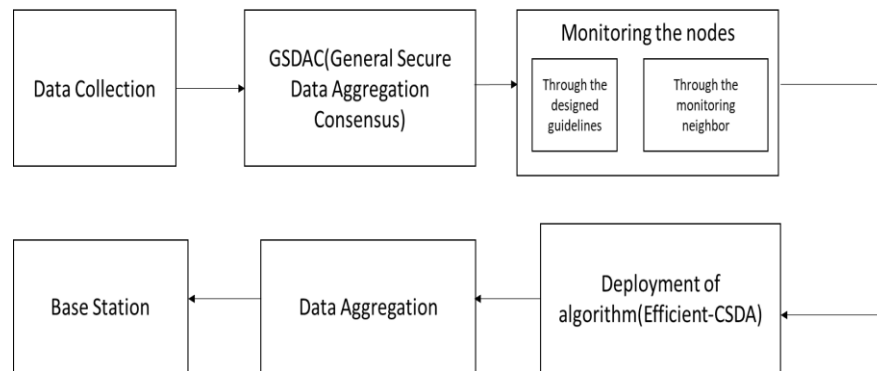 Data Collection
GSDAC(General Secure
Data Aggregation
Consensus)
Monitoring the nodes
Through the
designed
guidelines
Through the
monitoring
neighbor
Base Station
Data Aggregation
Deployment of
algorithm(Efficient-CSDA)